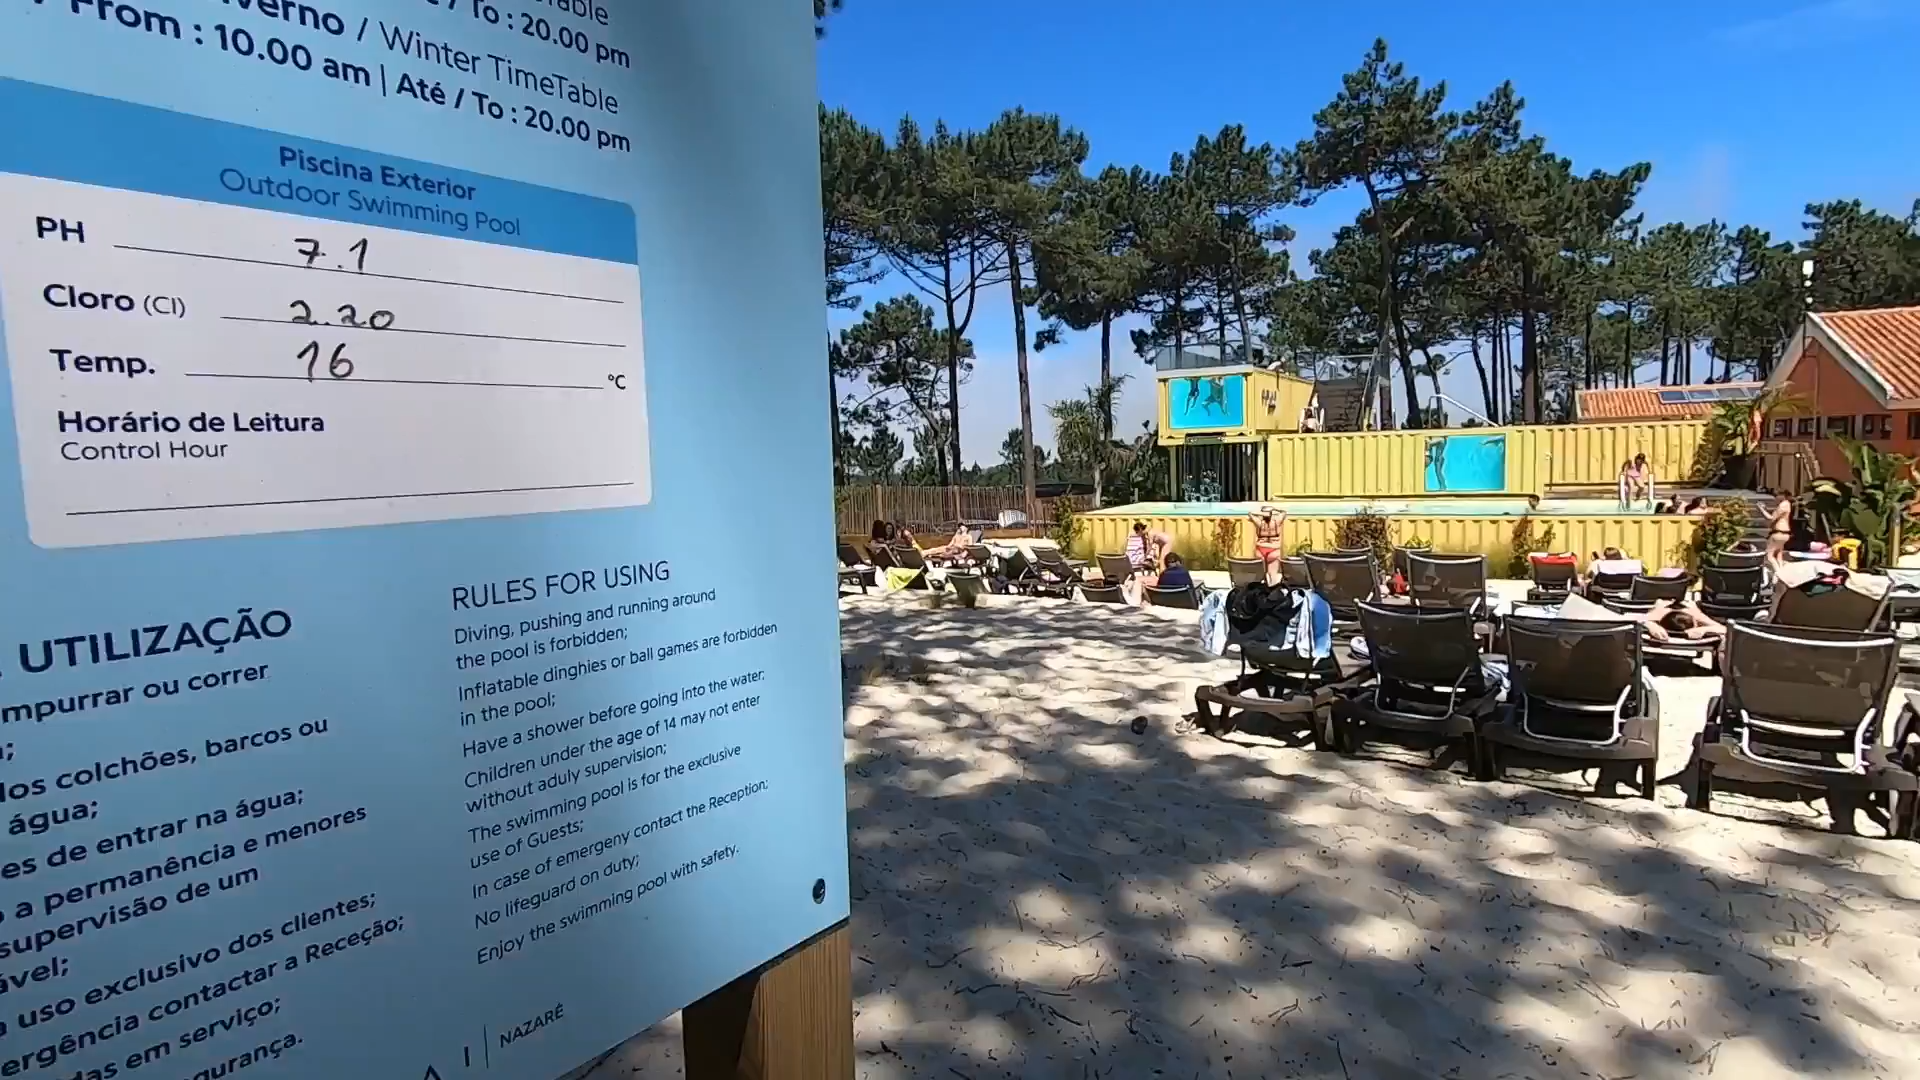 To : 20.00 pm
/ Winter TimeTable
From : 10.00 am | Até / To : 20.00 pm
Piscina Exterior
Outdoor Swimming Pool
PH 7.1
Cloro (Cl) 2.20
Temp. 16 °C
Horário de Leitura
Control Hour
UTILIZAÇÃO
ou correr
colchões, barcos ou
água;
de entrar na água;
a permanência e menores
supervisão de um
uso exclusivo dos clientes;
contactar a Receção;
em serviço;
RULES FOR USING
Diving, pushing and running around
the pool is forbidden;
Inflatable dinghies or ball games are forbidden
in the pool;
Have a shower before going into the water;
Children under the age of 14 may not enter
without aduly supervision;
The swimming pool is for the exclusive
use of Guests;
In case of emergeny contact the Reception;
No lifeguard on duty;
Enjoy the swimming pool with safety.
NAZARÉ